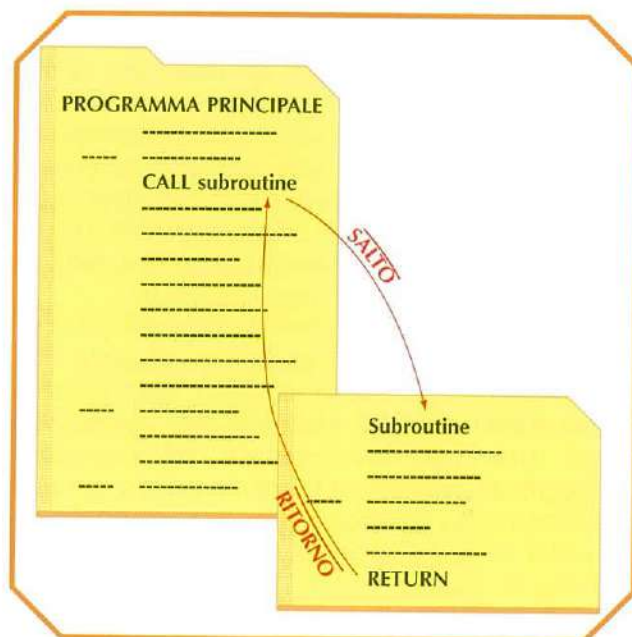 PROGRAMMA PRINCIPALE
CALL subroutine
SALTO
Subroutine
RITORNO
RETURN